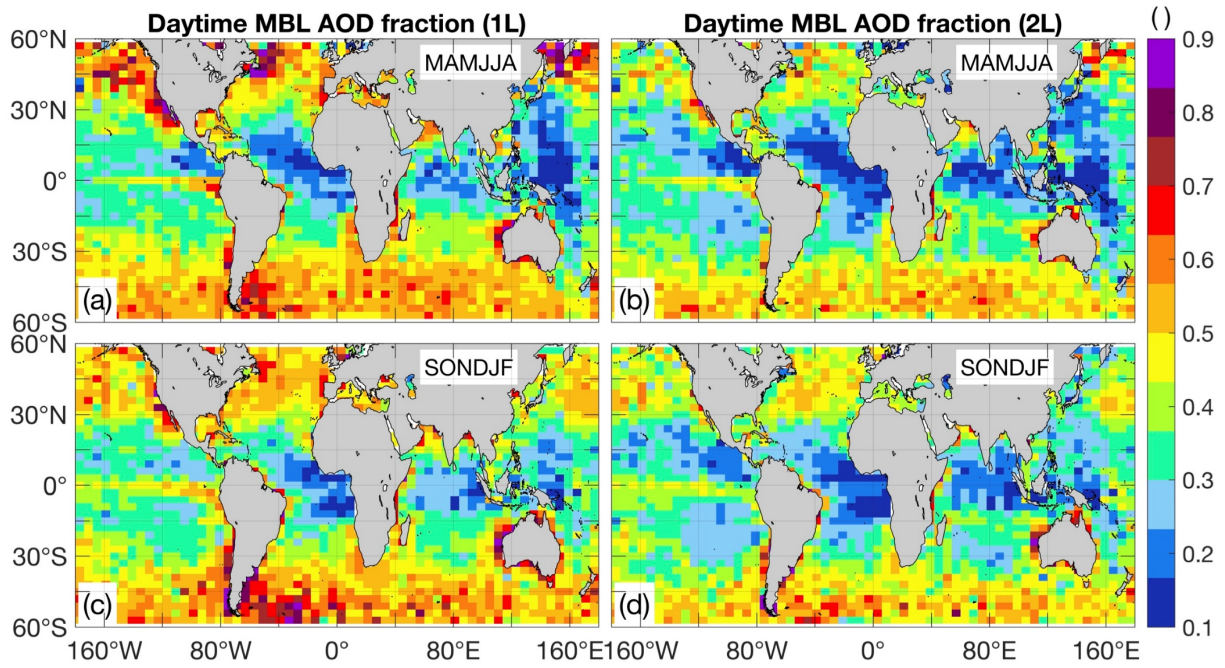 Daytime MBL AOD fraction (1L) Daytime MBL AOD fraction (2L) ( )
60°N MAMJJA MAMJJA 0.9
30°N 0.8
0° 0.7
30°S 0.6
60°S (a) (b) 0.5
60°N SONDJF SONDJF
30°N 0.4
0° 0.3
30°S 0.2
60°S (c) (d) 0.1
160°W 80°W 0° 80°E 160°E 160°W 80°W 0° 80°E 160°E